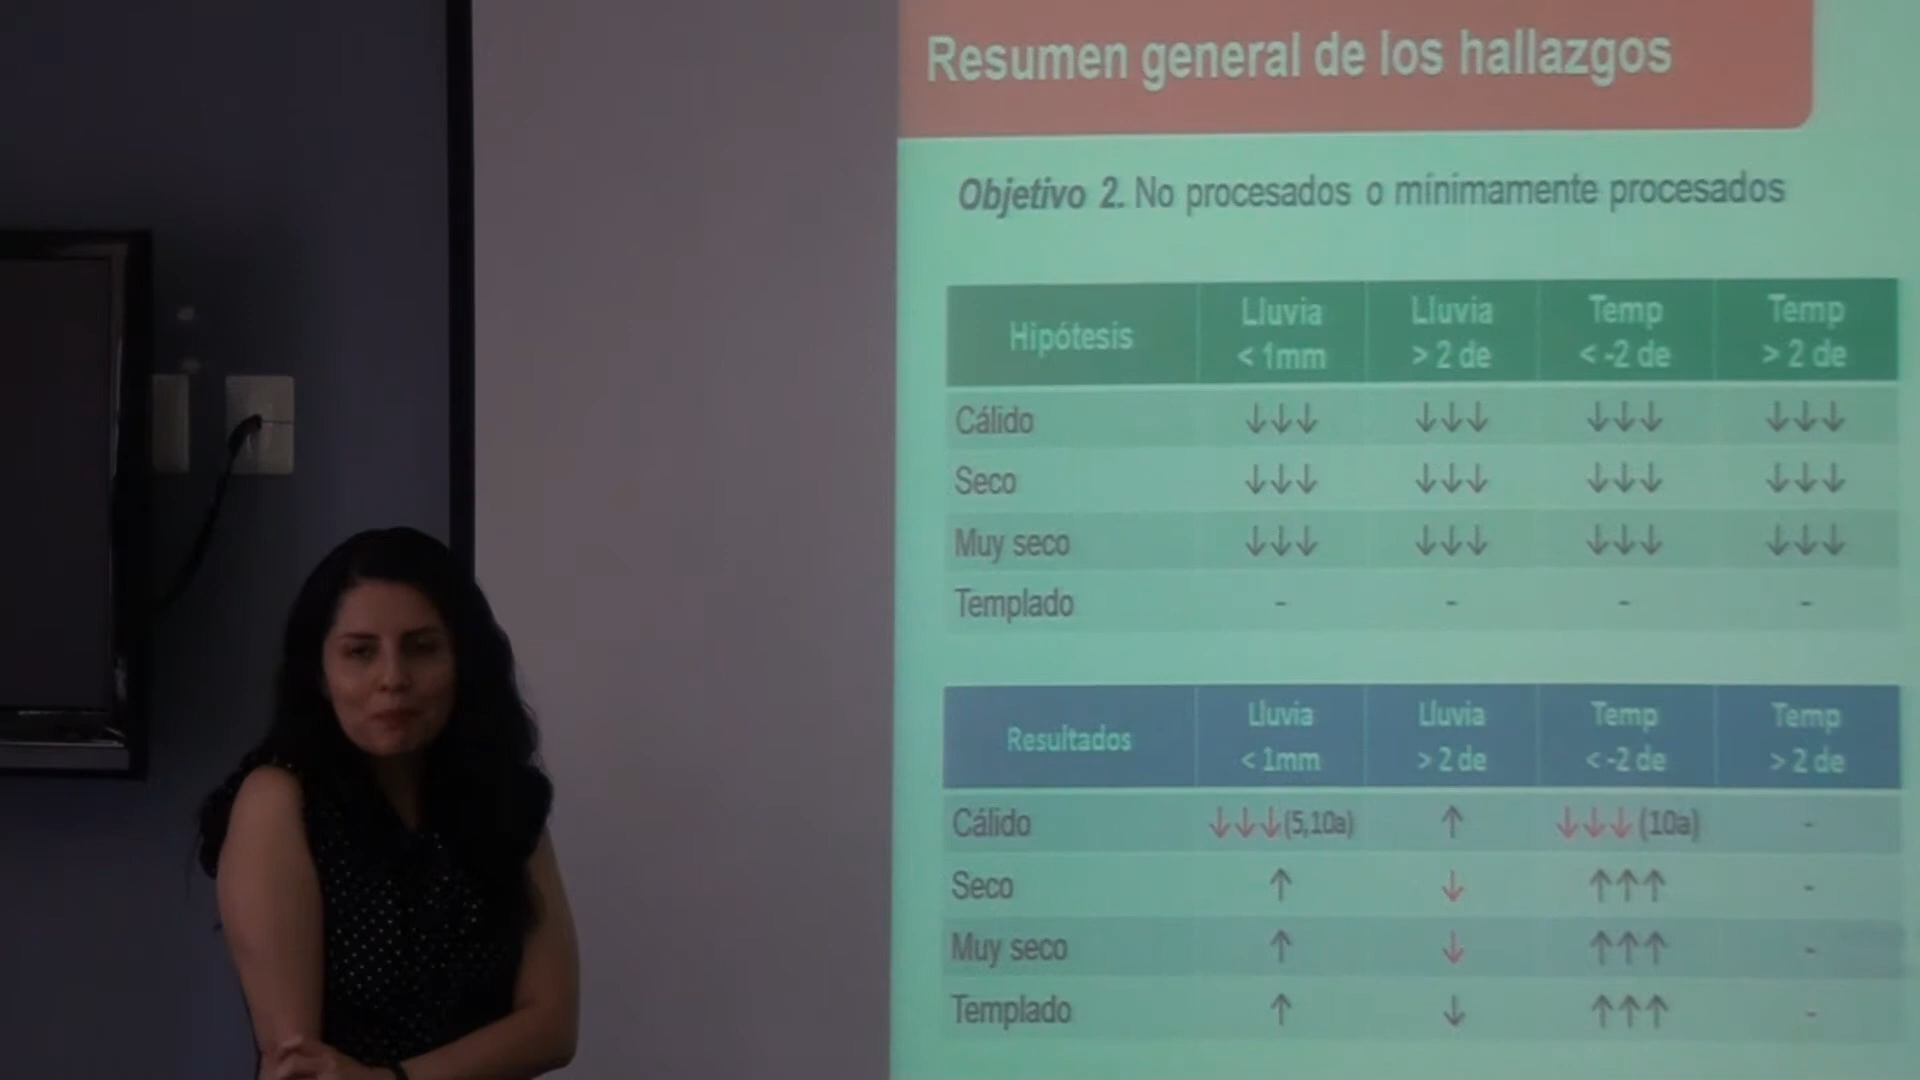 Resumen general de los hallazgos
Objetivo 2. No procesados o mínimamente procesados
Hipótesis Lluvia < 1mm Lluvia > 2 de Temp < -2 de Temp > 2 de
Cálido ↓↓↓ ↓↓↓ ↓↓↓ ↓↓↓
Seco ↓↓↓ ↓↓↓ ↓↓↓ ↓↓↓
Muy seco ↓↓↓ ↓↓↓ ↓↓↓ ↓↓↓
Templado - - - -
Resultados Lluvia < 1mm Lluvia > 2 de Temp < -2 de Temp > 2 de
Cálido ↓↓↓(5,10a) ↑ ↓↓↓ (10a) -
Seco ↑ ↓ ↑↑↑ -
Muy seco ↑ ↓ ↑↑↑ -
Templado ↑ ↓ ↑↑↑ -